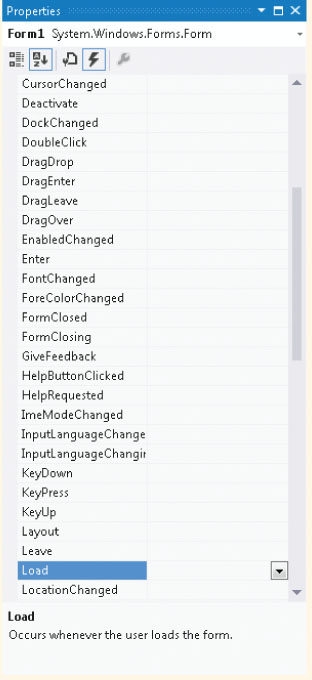 Properties
Form1 System.Windows.Forms.Form
CursorChanged
Deactivate
DockChanged
DoubleClick
DragDrop
DragEnter
DragLeave
DragOver
EnabledChanged
Enter
FontChanged
ForeColorChanged
FormClosed
FormClosing
GiveFeedback
HelpButtonClicked
HelpRequested
ImeModeChanged
InputLanguageChange
InputLanguageChangir
KeyDown
KeyPress
KeyUp
Layout
Leave
Load
LocationChanged
Load
Occurs whenever the user loads the form.